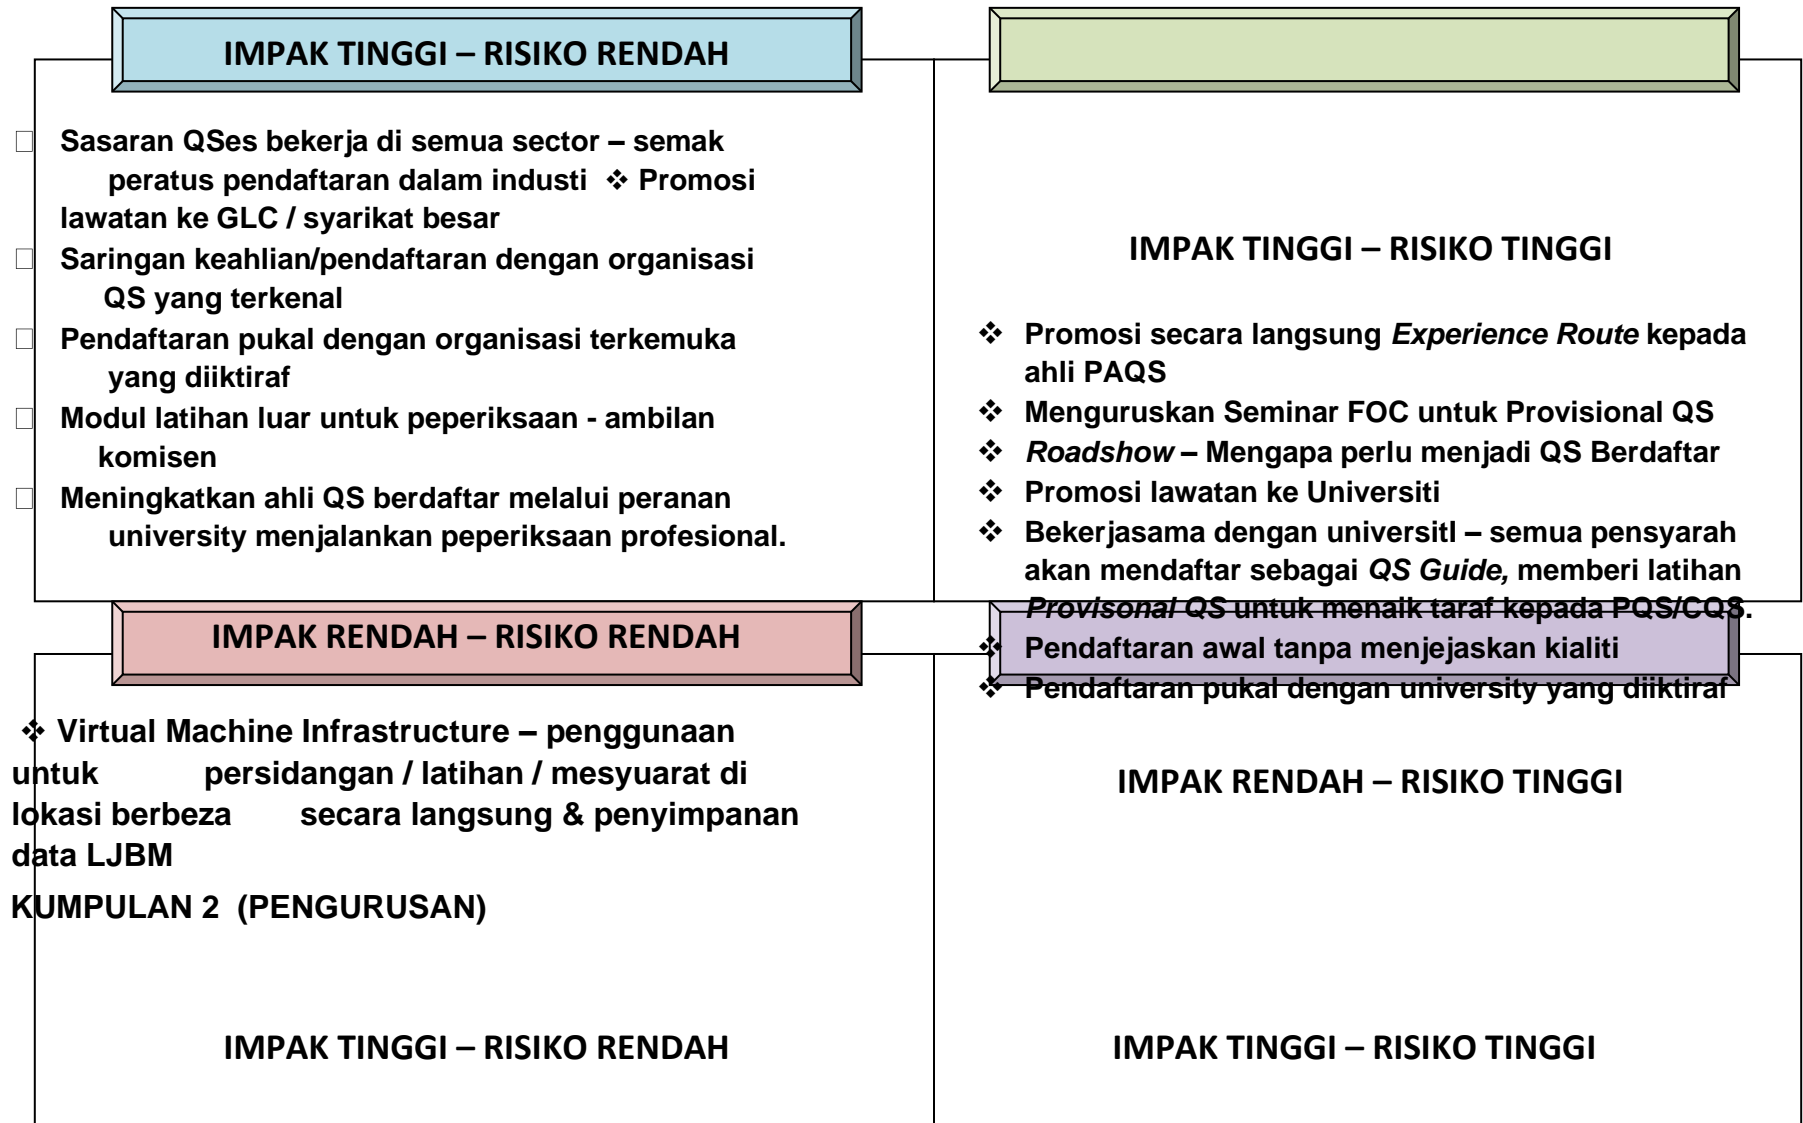 IMPAK TINGGI – RISIKO RENDAH
Sasaran QSes bekerja di semua sector – semak
peratus pendaftaran dalam industi ❖ Promosi
lawatan ke GLC / syarikat besar
Saringan keahlian/pendaftaran dengan organisasi
QS yang terkenal
Pendaftaran pukal dengan organisasi terkemuka
yang diiktiraf
Modul latihan luar untuk peperiksaan - ambilan
komisen
Meningkatkan ahli QS berdaftar melalui peranan
university menjalankan peperiksaan profesional.
IMPAK TINGGI – RISIKO TINGGI
❖ Promosi secara langsung Experience Route kepada
ahli PAQS
❖ Menguruskan Seminar FOC untuk Provisional QS
❖ Roadshow – Mengapa perlu menjadi QS Berdaftar
❖ Promosi lawatan ke Universiti
❖ Bekerjasama dengan universitI – semua pensyarah
akan mendaftar sebagai QS Guide, memberi latihan
Provisonal QS untuk menaik taraf kepada PQS/CQS.
❖ Pendaftaran awal tanpa menjejaskan kialiti
❖ Pendaftaran pukal dengan university yang diiktiraf
IMPAK RENDAH – RISIKO RENDAH
❖ Virtual Machine Infrastructure – penggunaan
untuk persidangan / latihan / mesyuarat di
lokasi berbeza secara langsung & penyimpanan
data LJBM
IMPAK RENDAH – RISIKO TINGGI
KUMPULAN 2 (PENGURUSAN)
IMPAK TINGGI – RISIKO RENDAH
IMPAK TINGGI – RISIKO TINGGI